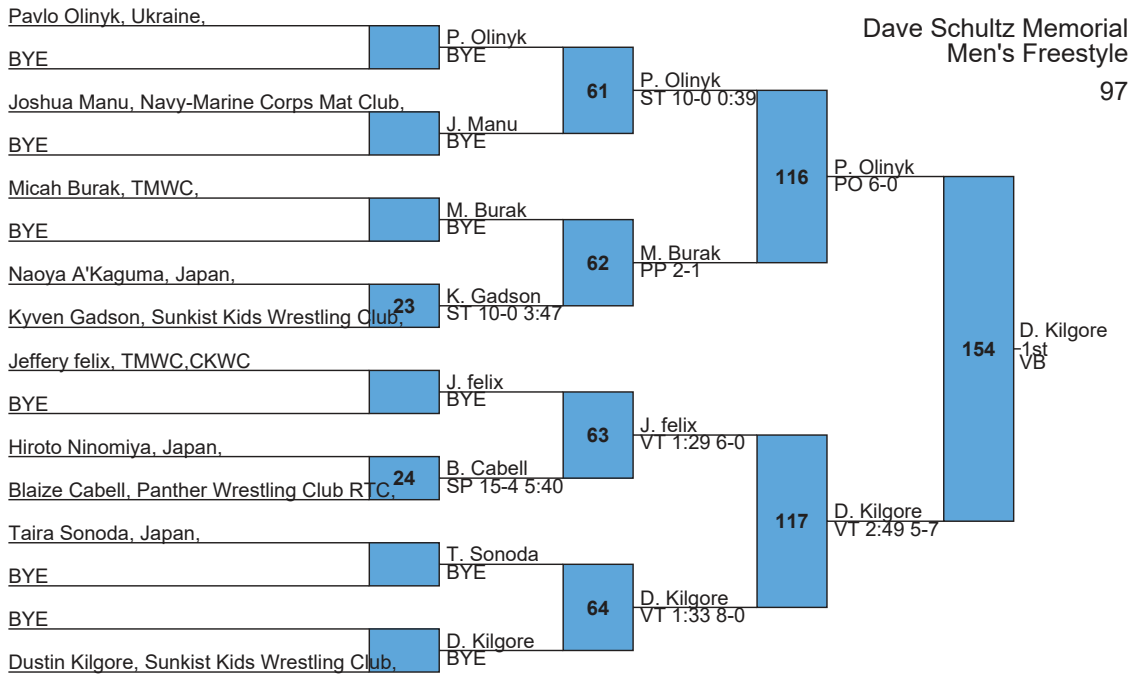 Dave Schultz Memorial
Men's Freestyle
97
Pavlo Olinyk, Ukraine,
BYE
P. Olinyk
BYE
Joshua Manu, Navy-Marine Corps Mat Club,
BYE
J. Manu
BYE
61
P. Olinyk
ST 10-0 0:39
Micah Burak, TMWC,
BYE
M. Burak
BYE
Naoya A'Kaguma, Japan,
Kyven Gadson, Sunkist Kids Wrestling Club,
23
K. Gadson
ST 10-0 3:47
62
M. Burak
PP 2-1
116
P. Olinyk
PO 6-0
Jeffery felix, TMWC,CKWC
BYE
J. felix
BYE
Hiroto Ninomiya, Japan,
Blaize Cabell, Panther Wrestling Club RTC,
24
B. Cabell
SP 15-4 5:40
63
J. felix
VT 1:29 6-0
Taira Sonoda, Japan,
BYE
T. Sonoda
BYE
BYE
Dustin Kilgore, Sunkist Kids Wrestling Club,
D. Kilgore
BYE
64
D. Kilgore
VT 1:33 8-0
117
D. Kilgore
VT 2:49 5-7
154
D. Kilgore
1st
VB